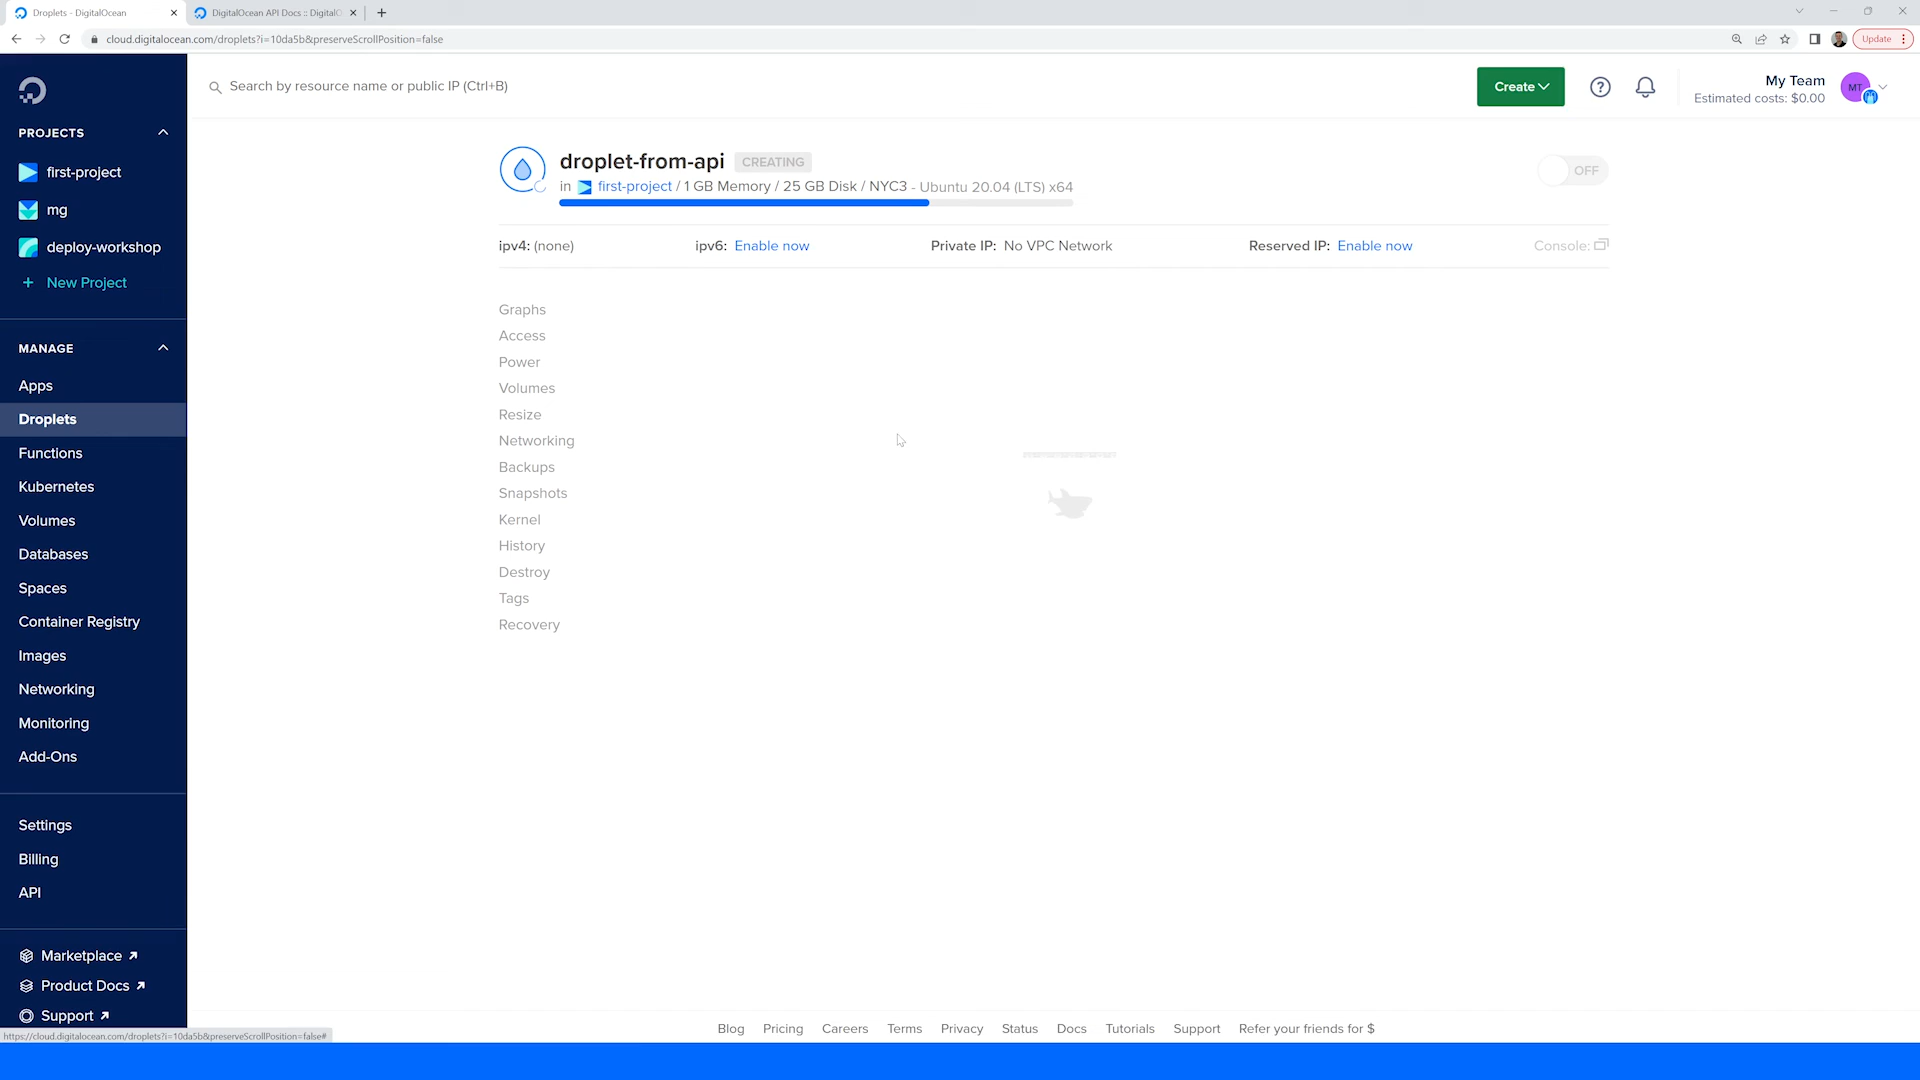 Droplets - DigitalOcean
DigitalOcean API Docs :: DigitalO
cloud.digitalocean.com/droplets?i=10da5b&preserveScrollPosition=false
Update
Search by resource name or public IP (Ctrl+B)
Create
My Team
Estimated costs: $0.00
MT
PROJECTS
first-project
mg
deploy-workshop
+ New Project
MANAGE
Apps
Droplets
Functions
Kubernetes
Volumes
Databases
Spaces
Container Registry
Images
Networking
Monitoring
Add-Ons
Settings
Billing
API
Marketplace
Product Docs
Support
https://cloud.digitalocean.com/droplets?i=10da5b&preserveScrollPosition=false#
droplet-from-api CREATING
in first-project / 1 GB Memory / 25 GB Disk / NYC3 - Ubuntu 20.04 (LTS) x64
OFF
ipv4: (none) ipv6: Enable now Private IP: No VPC Network Reserved IP: Enable now Console:
Graphs
Access
Power
Volumes
Resize
Networking
Backups
Snapshots
Kernel
History
Destroy
Tags
Recovery
Blog Pricing Careers Terms Privacy Status Docs Tutorials Support Refer your friends for $